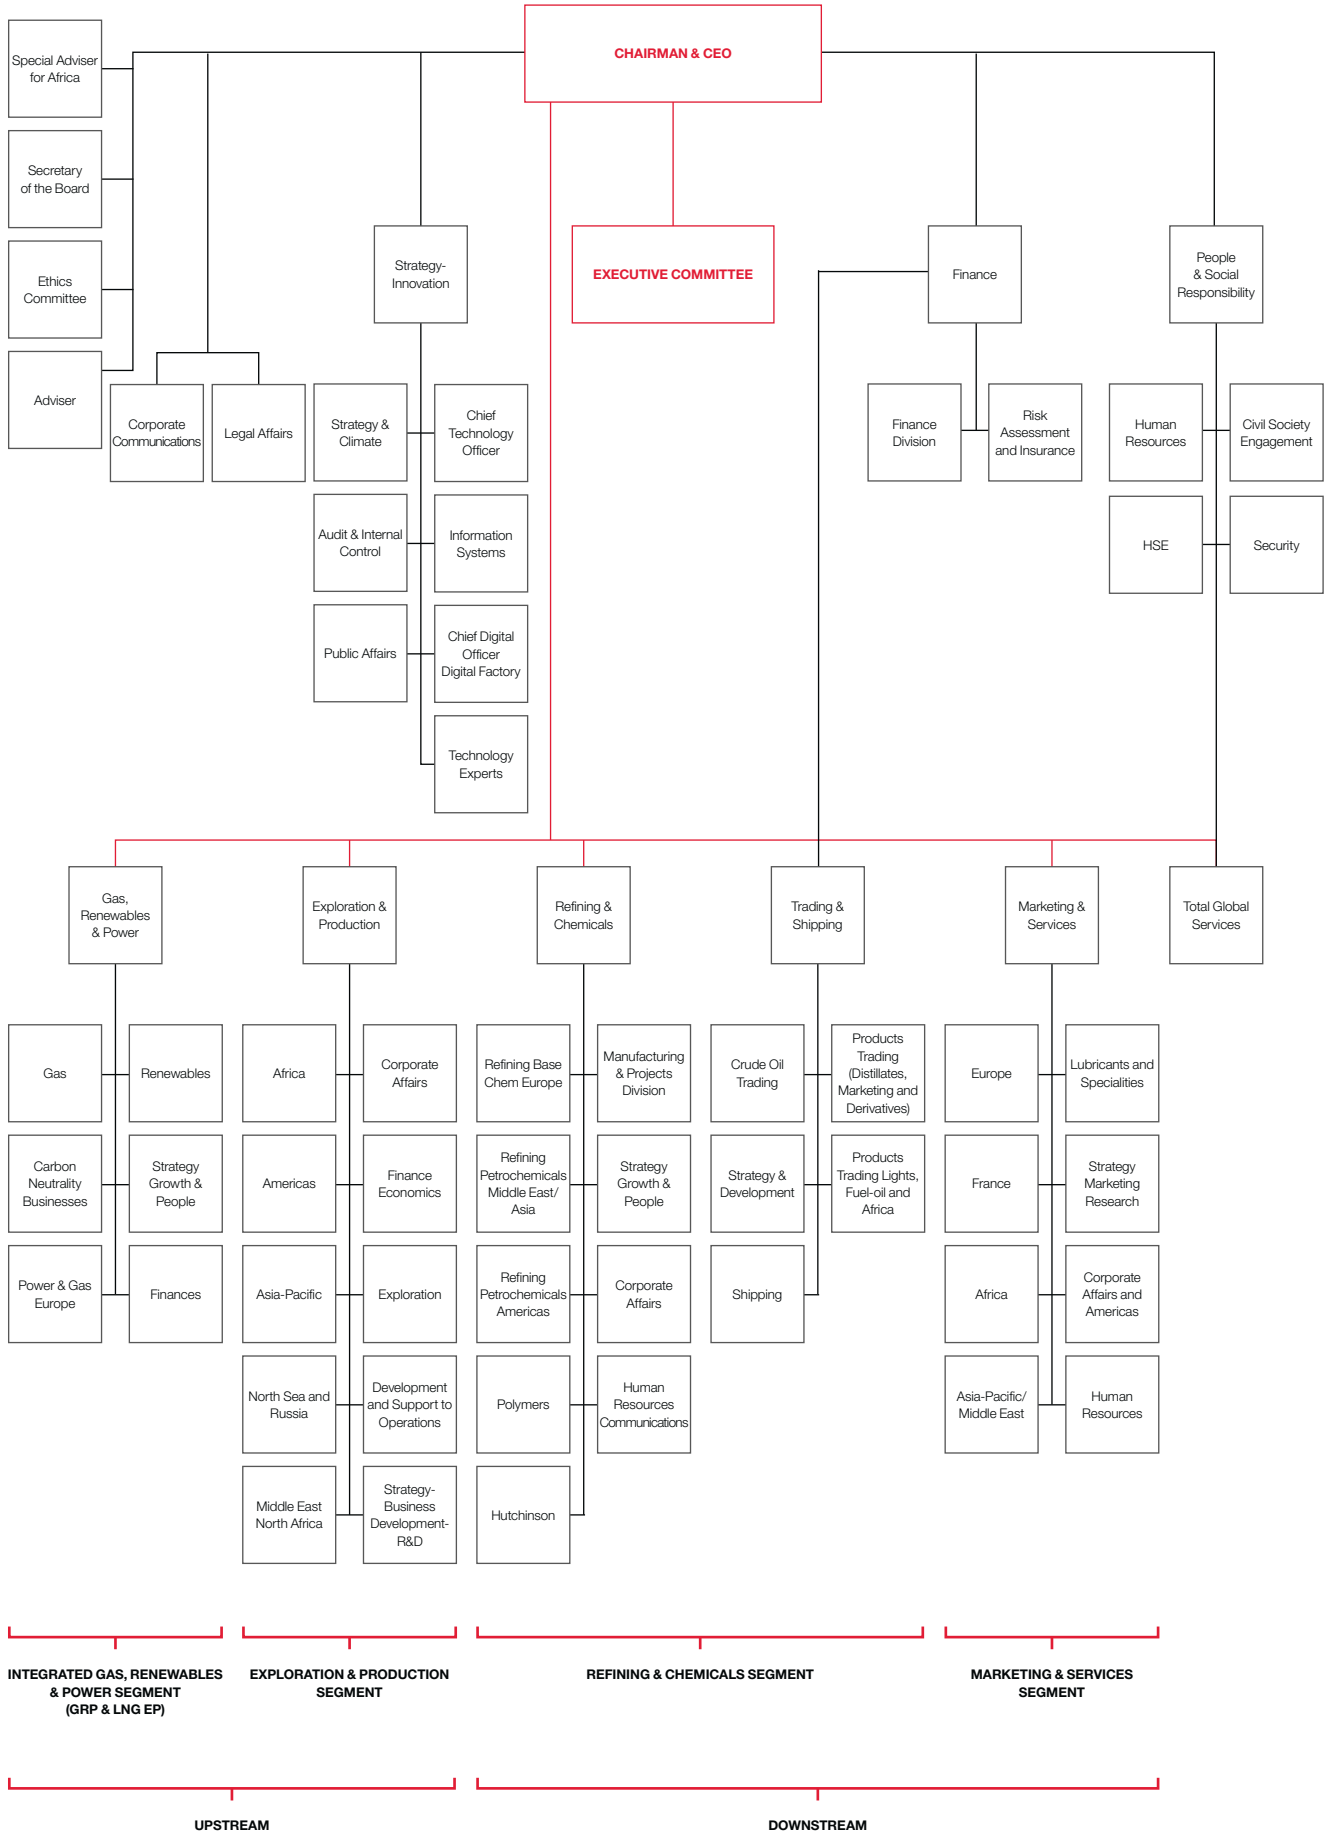 CHAIRMAN & CEO
Special Adviser
for Africa
Secretary
of the Board
Ethics
Committee
Adviser
Corporate
Communications
Legal Affairs
Strategy-
Innovation
EXECUTIVE COMMITTEE
Finance
People
& Social
Responsibility
Strategy &
Climate
Chief
Technology
Officer
Audit & Internal
Control
Information
Systems
Public Affairs
Chief Digital
Officer
Digital Factory
Technology
Experts
Finance
Division
Risk
Assessment
and Insurance
Human
Resources
Civil Society
Engagement
HSE
Security
Gas,
Renewables
& Power
Exploration &
Production
Refining &
Chemicals
Trading &
Shipping
Marketing &
Services
Total Global
Services
Gas
Renewables
Carbon
Neutrality
Businesses
Strategy
Growth &
People
Power & Gas
Europe
Finances
Africa
Corporate
Affairs
Americas
Finance
Economics
Asia-Pacific
Exploration
North Sea and
Russia
Development
and Support to
Operations
Middle East
North Africa
Strategy-
Business
Development-
R&D
Refining Base
Chem Europe
Manufacturing
& Projects
Division
Refining
Petrochemicals
Middle East/
Asia
Strategy
Growth &
People
Refining
Petrochemicals
Americas
Corporate
Affairs
Polymers
Human
Resources
Communications
Hutchinson
Crude Oil
Trading
Products
Trading
(Distillates,
Marketing and
Derivatives)
Strategy &
Development
Products
Trading Lights,
Fuel-oil and
Africa
Shipping
Europe
Lubricants and
Specialities
France
Strategy
Marketing
Research
Africa
Corporate
Affairs and
Americas
Asia-Pacific/
Middle East
Human
Resources
INTEGRATED GAS, RENEWABLES
& POWER SEGMENT
(GRP & LNG EP)
EXPLORATION & PRODUCTION
SEGMENT
REFINING & CHEMICALS SEGMENT
MARKETING & SERVICES
SEGMENT
UPSTREAM
DOWNSTREAM